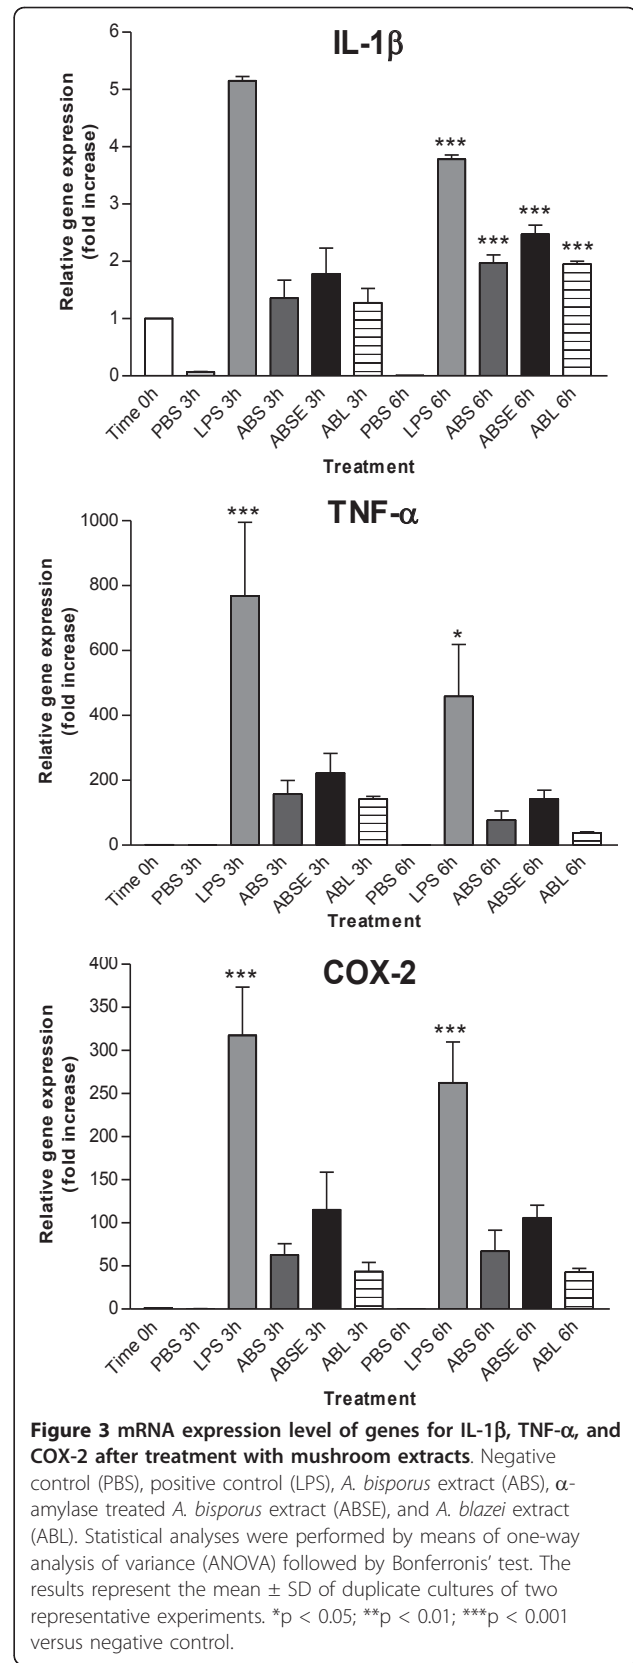 IL-1β
Relative gene expression
(fold increase)
6
5
4
3
2
1
0
***
***
***
***
Time 0h
PBS 3h
LPS 3h
ABS 3h
ABSE 3h
ABL 3h
PBS 6h
LPS 6h
ABS 6h
ABSE 6h
ABL 6h
Treatment
TNF-α
Relative gene expression
(fold increase)
1000
800
600
400
200
0
***
*
Time 0h
PBS 3h
LPS 3h
ABS 3h
ABSE 3h
ABL 3h
PBS 6h
LPS 6h
ABS 6h
ABSE 6h
ABL 6h
Treatment
COX-2
Relative gene expression
(fold increase)
400
350
300
250
200
150
100
50
0
***
***
Time 0h
PBS 3h
LPS 3h
ABS 3h
ABSE 3h
ABL 3h
PBS 6h
LPS 6h
ABS 6h
ABSE 6h
ABL 6h
Treatment
Figure 3 mRNA expression level of genes for IL-1β, TNF-α, and
COX-2 after treatment with mushroom extracts. Negative
control (PBS), positive control (LPS), A. bisporus extract (ABS), α-
amylase treated A. bisporus extract (ABSE), and A. blazei extract
(ABL). Statistical analyses were performed by means of one-way
analysis of variance (ANOVA) followed by Bonferronis' test. The
results represent the mean ± SD of duplicate cultures of two
representative experiments. *p < 0.05; **p < 0.01; ***p < 0.001
versus negative control.